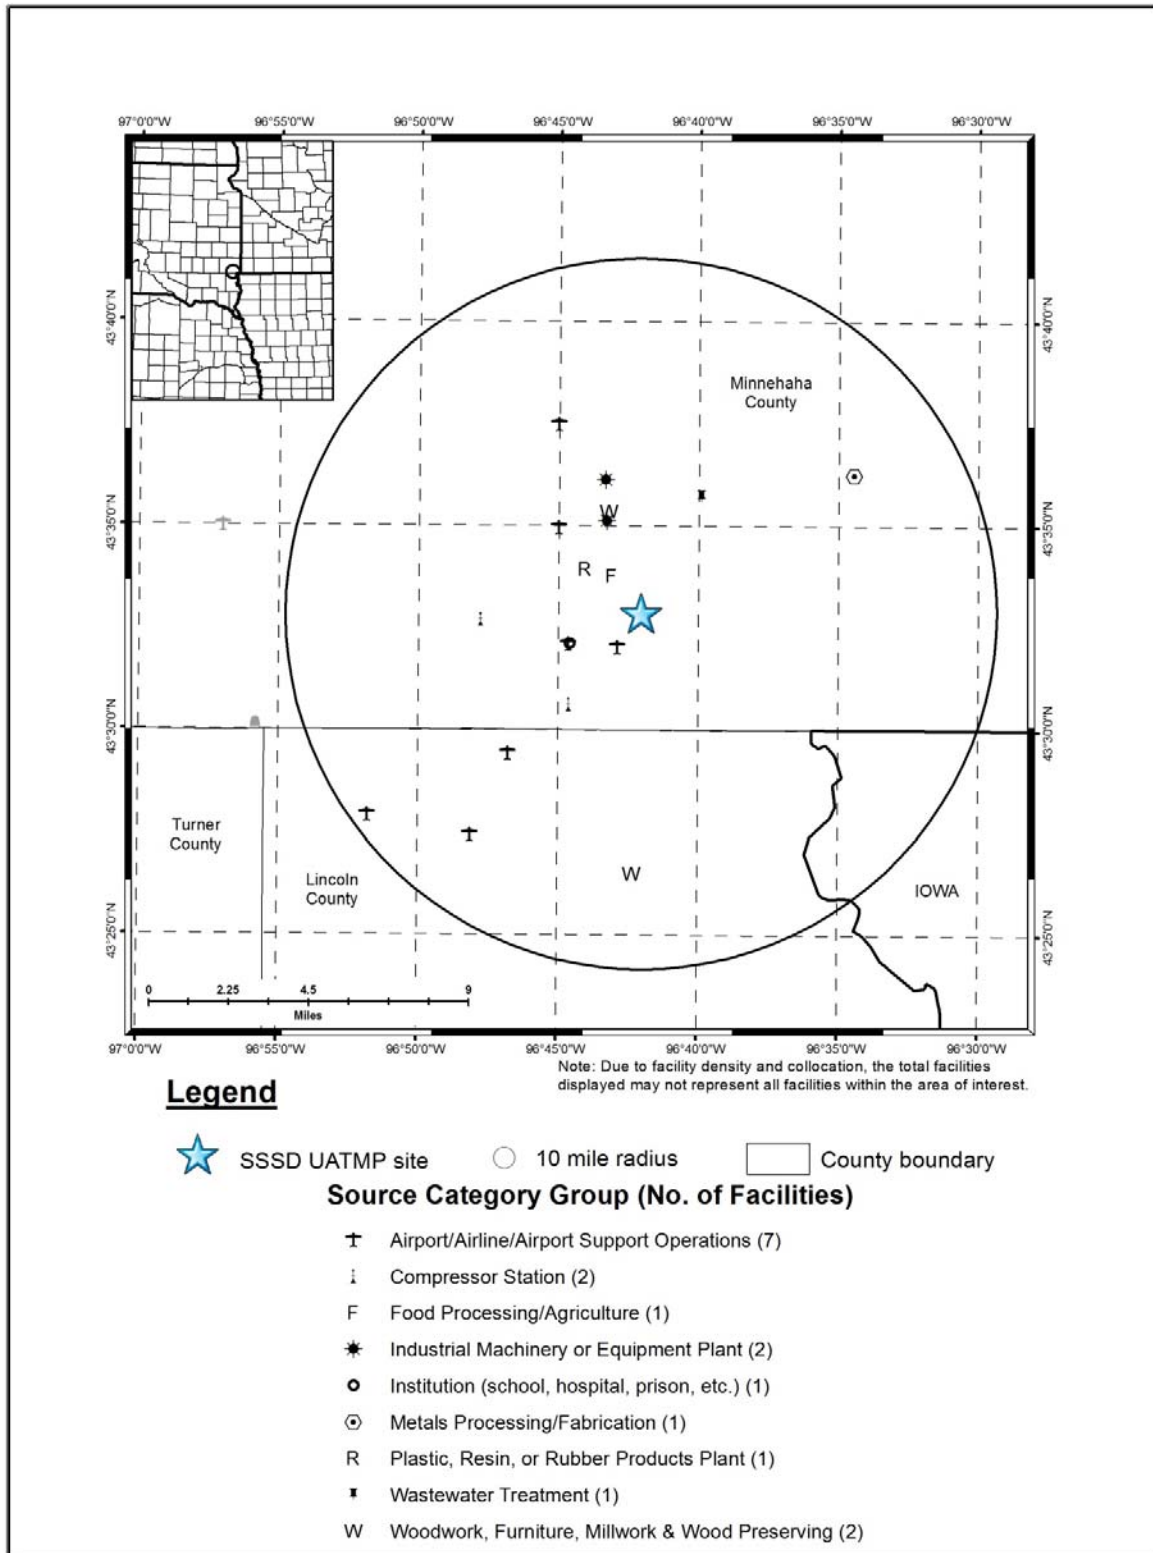 97°0'0"W 96°55'0"W 96°50'0"W 96°45'0"W 96°40'0"W 96°35'0"W 96°30'0"W
43°40'0"N 43°40'0"N
Minnehaha
County
W
43°35'0"N 43°35'0"N
R F
43°30'0"N 43°30'0"N
Turner
County
Lincoln
County
W
IOWA
43°25'0"N 43°25'0"N
0 2.25 4.5 9
Miles
97°0'0"W 96°55'0"W 96°50'0"W 96°45'0"W 96°40'0"W 96°35'0"W 96°30'0"W
Note: Due to facility density and collocation, the total facilities
displayed may not represent all facilities within the area of interest.
Legend
SSSD UATMP site 10 mile radius County boundary
Source Category Group (No. of Facilities)
Airport/Airline/Airport Support Operations (7)
Compressor Station (2)
F Food Processing/Agriculture (1)
Industrial Machinery or Equipment Plant (2)
Institution (school, hospital, prison, etc.) (1)
Metals Processing/Fabrication (1)
R Plastic, Resin, or Rubber Products Plant (1)
Wastewater Treatment (1)
W Woodwork, Furniture, Millwork & Wood Preserving (2)